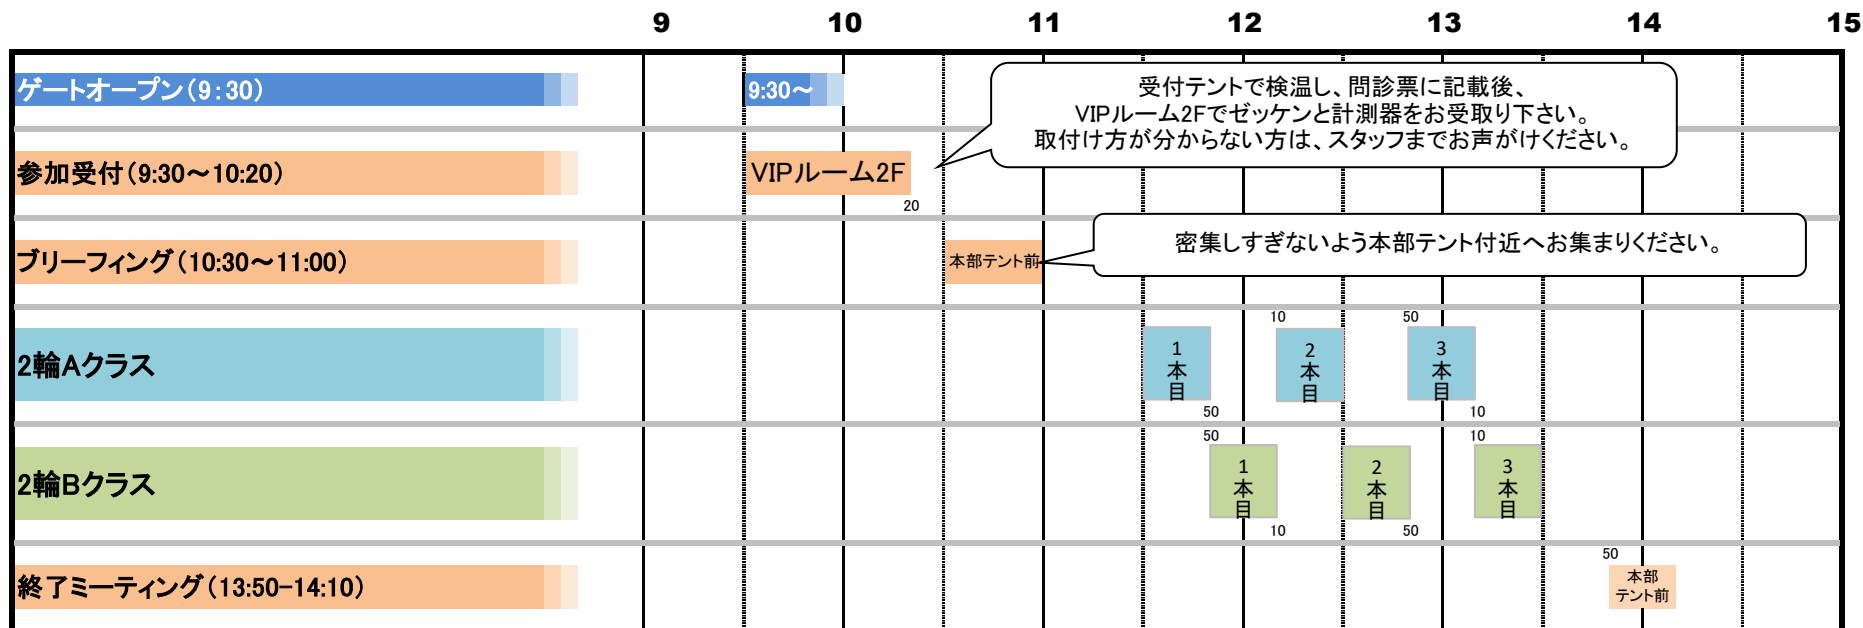 9 10 11 12 13 14 15
ゲートオープン(9:30)
9:30～
受付テントで検温し、問診票に記載後、
VIPルーム2Fでゼッケンと計測器をお受取り下さい。
取付け方が分からない方は、スタッフまでお声がけください。
参加受付(9:30～10:20)
VIPルーム2F
20
ブリーフィング(10:30～11:00)
本部テント前
密集しすぎないよう本部テント付近へお集まりください。
2輪Aクラス
10 50
1本目
2本目
3本目
50 10
2輪Bクラス
50 10
1本目
2本目
3本目
10 50
終了ミーティング(13:50-14:10)
50
本部
テント前